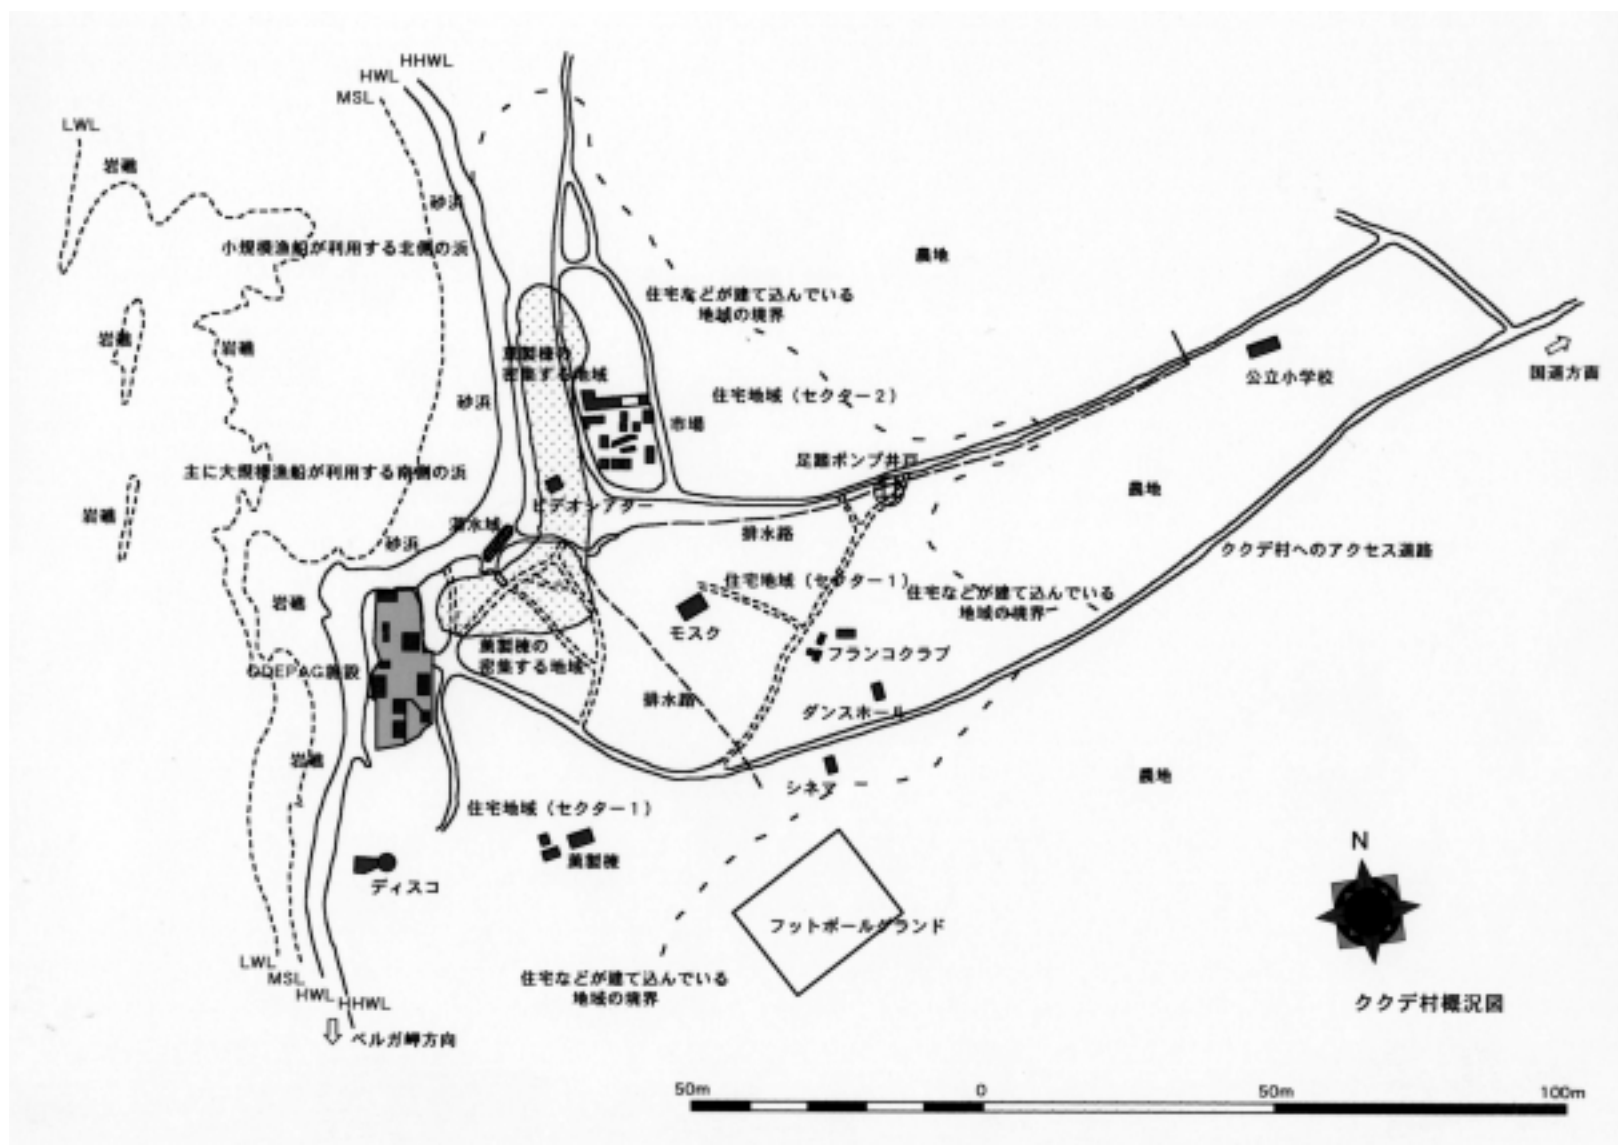 HHWL
HWL
MSL
LWL
岩礁
砂浜
小規模漁船が利用する北側の浜
農地
住宅などが建て込んでいる
地域の境界
岩礁
岩礁
燻製棟の
密集する地域
公立小学校
国道方面
住宅地域(セクター2)
砂浜
市場
足踏ポンプ井戸
主に大規模漁船が利用する南側の浜
農地
ビデオシアター
岩礁
排水路
砂浜
ククデ村へのアクセス道路
住宅地域(セクター1)
住宅などが建て込んでいる
地域の境界
岩礁
モスク
燻製棟の
密集する地域
フランコクラブ
排水路
ダンスホール
岩礁
農地
シネマ
住宅地域(セクター1)
燻製棟
ディスコ
N
フットボールグランド
LWL
MSL
HWL
HHWL
住宅などが建て込んでいる
地域の境界
ククデ村概況図
ベルガ岬方向
50m
0
50m
100m